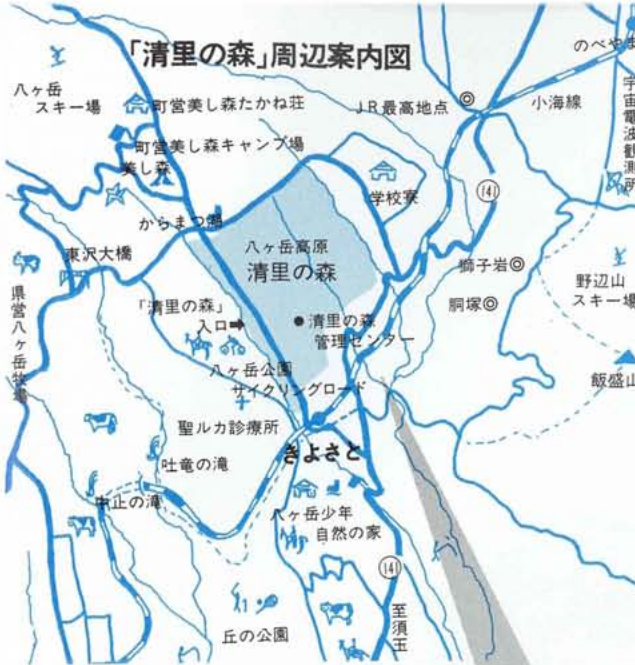 「清里の森」周辺案内図
のべやま
八ヶ岳
スキー場
町営美し森たかね荘
JR最高地点
小海線
宇宙電波観測所
町営美し森キャンプ場
美し森
学校寮
141
からまつ湖
八ヶ岳高原
清里の森
東沢大橋
獅子岩
野辺山
スキー場
県営八ヶ岳牧場
「清里の森」
入口
清里の森
管理センター
胴塚
飯盛山
八ヶ岳公園
サイクリングロード
聖ルカ診療所
きよさと
吐竜の滝
中止の滝
八ヶ岳少年
自然の家
141
至須玉
丘の公園